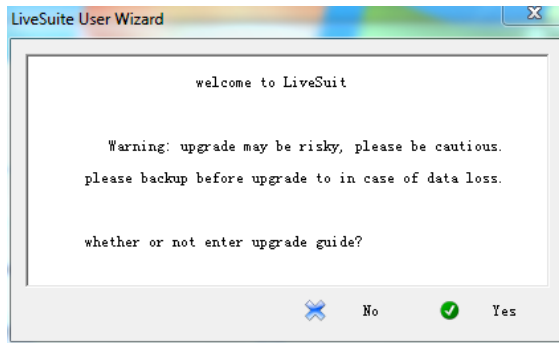 LiveSuite User Wizard
welcome to LiveSuit
Warning: upgrade may be risky, please be cautious.
please backup before upgrade to in case of data loss.
whether or not enter upgrade guide?
No Yes